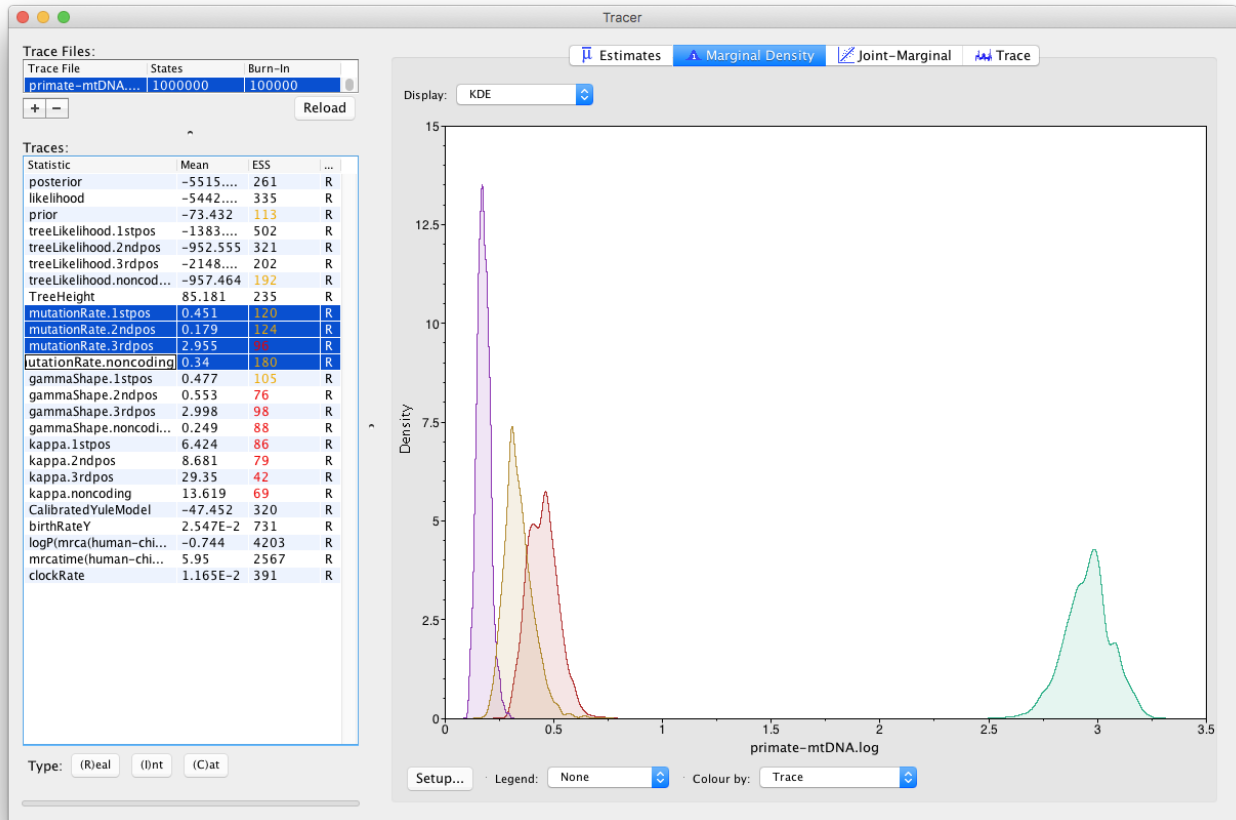 Tracer
Trace Files:
Trace File States Burn-In
primate-mtDNA.... 1000000 100000
+ − Reload
Traces:
Statistic Mean ESS ...
posterior -5515.... 261 R
likelihood -5442.... 335 R
prior -73.432 113 R
treeLikelihood.1stpos -1383.... 502 R
treeLikelihood.2ndpos -952.555 321 R
treeLikelihood.3rdpos -2148.... 202 R
treeLikelihood.noncod... -957.464 192 R
TreeHeight 85.181 235 R
mutationRate.1stpos 0.451 120 R
mutationRate.2ndpos 0.179 124 R
mutationRate.3rdpos 2.955 96 R
utationRate.noncoding 0.34 180 R
gammaShape.1stpos 0.477 105 R
gammaShape.2ndpos 0.553 76 R
gammaShape.3rdpos 2.998 98 R
gammaShape.noncodi... 0.249 88 R
kappa.1stpos 6.424 86 R
kappa.2ndpos 8.681 79 R
kappa.3rdpos 29.35 42 R
kappa.noncoding 13.619 69 R
CalibratedYuleModel -47.452 320 R
birthRateY 2.547E-2 731 R
logP(mrca(human-chi... -0.744 4203 R
mrcatime(human-chi... 5.95 2567 R
clockRate 1.165E-2 391 R
Type: (R)eal (I)nt (C)at
Estimates Marginal Density Joint-Marginal Trace
Display: KDE
15
12.5
10
7.5
5
2.5
0
Density
0 0.5 1 1.5 2 2.5 3 3.5
primate-mtDNA.log
Setup... Legend: None Colour by: Trace